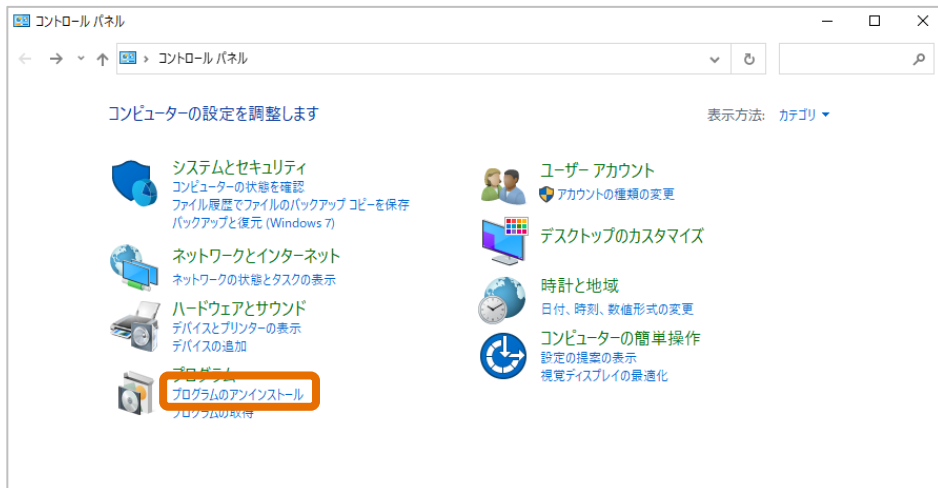 コントロール パネル
コントロール パネル
コンピューターの設定を調整します
表示方法: カテゴリ
システムとセキュリティ
コンピューターの状態を確認
ファイル履歴でファイルのバックアップ コピーを保存
バックアップと復元 (Windows 7)
ネットワークとインターネット
ネットワークの状態とタスクの表示
ハードウェアとサウンド
デバイスとプリンターの表示
デバイスの追加
プログラム
プログラムのアンインストール
プログラムの取得
ユーザー アカウント
アカウントの種類の変更
デスクトップのカスタマイズ
時計と地域
日付、時刻、数値形式の変更
コンピューターの簡単操作
設定の提案の表示
視覚ディスプレイの最適化